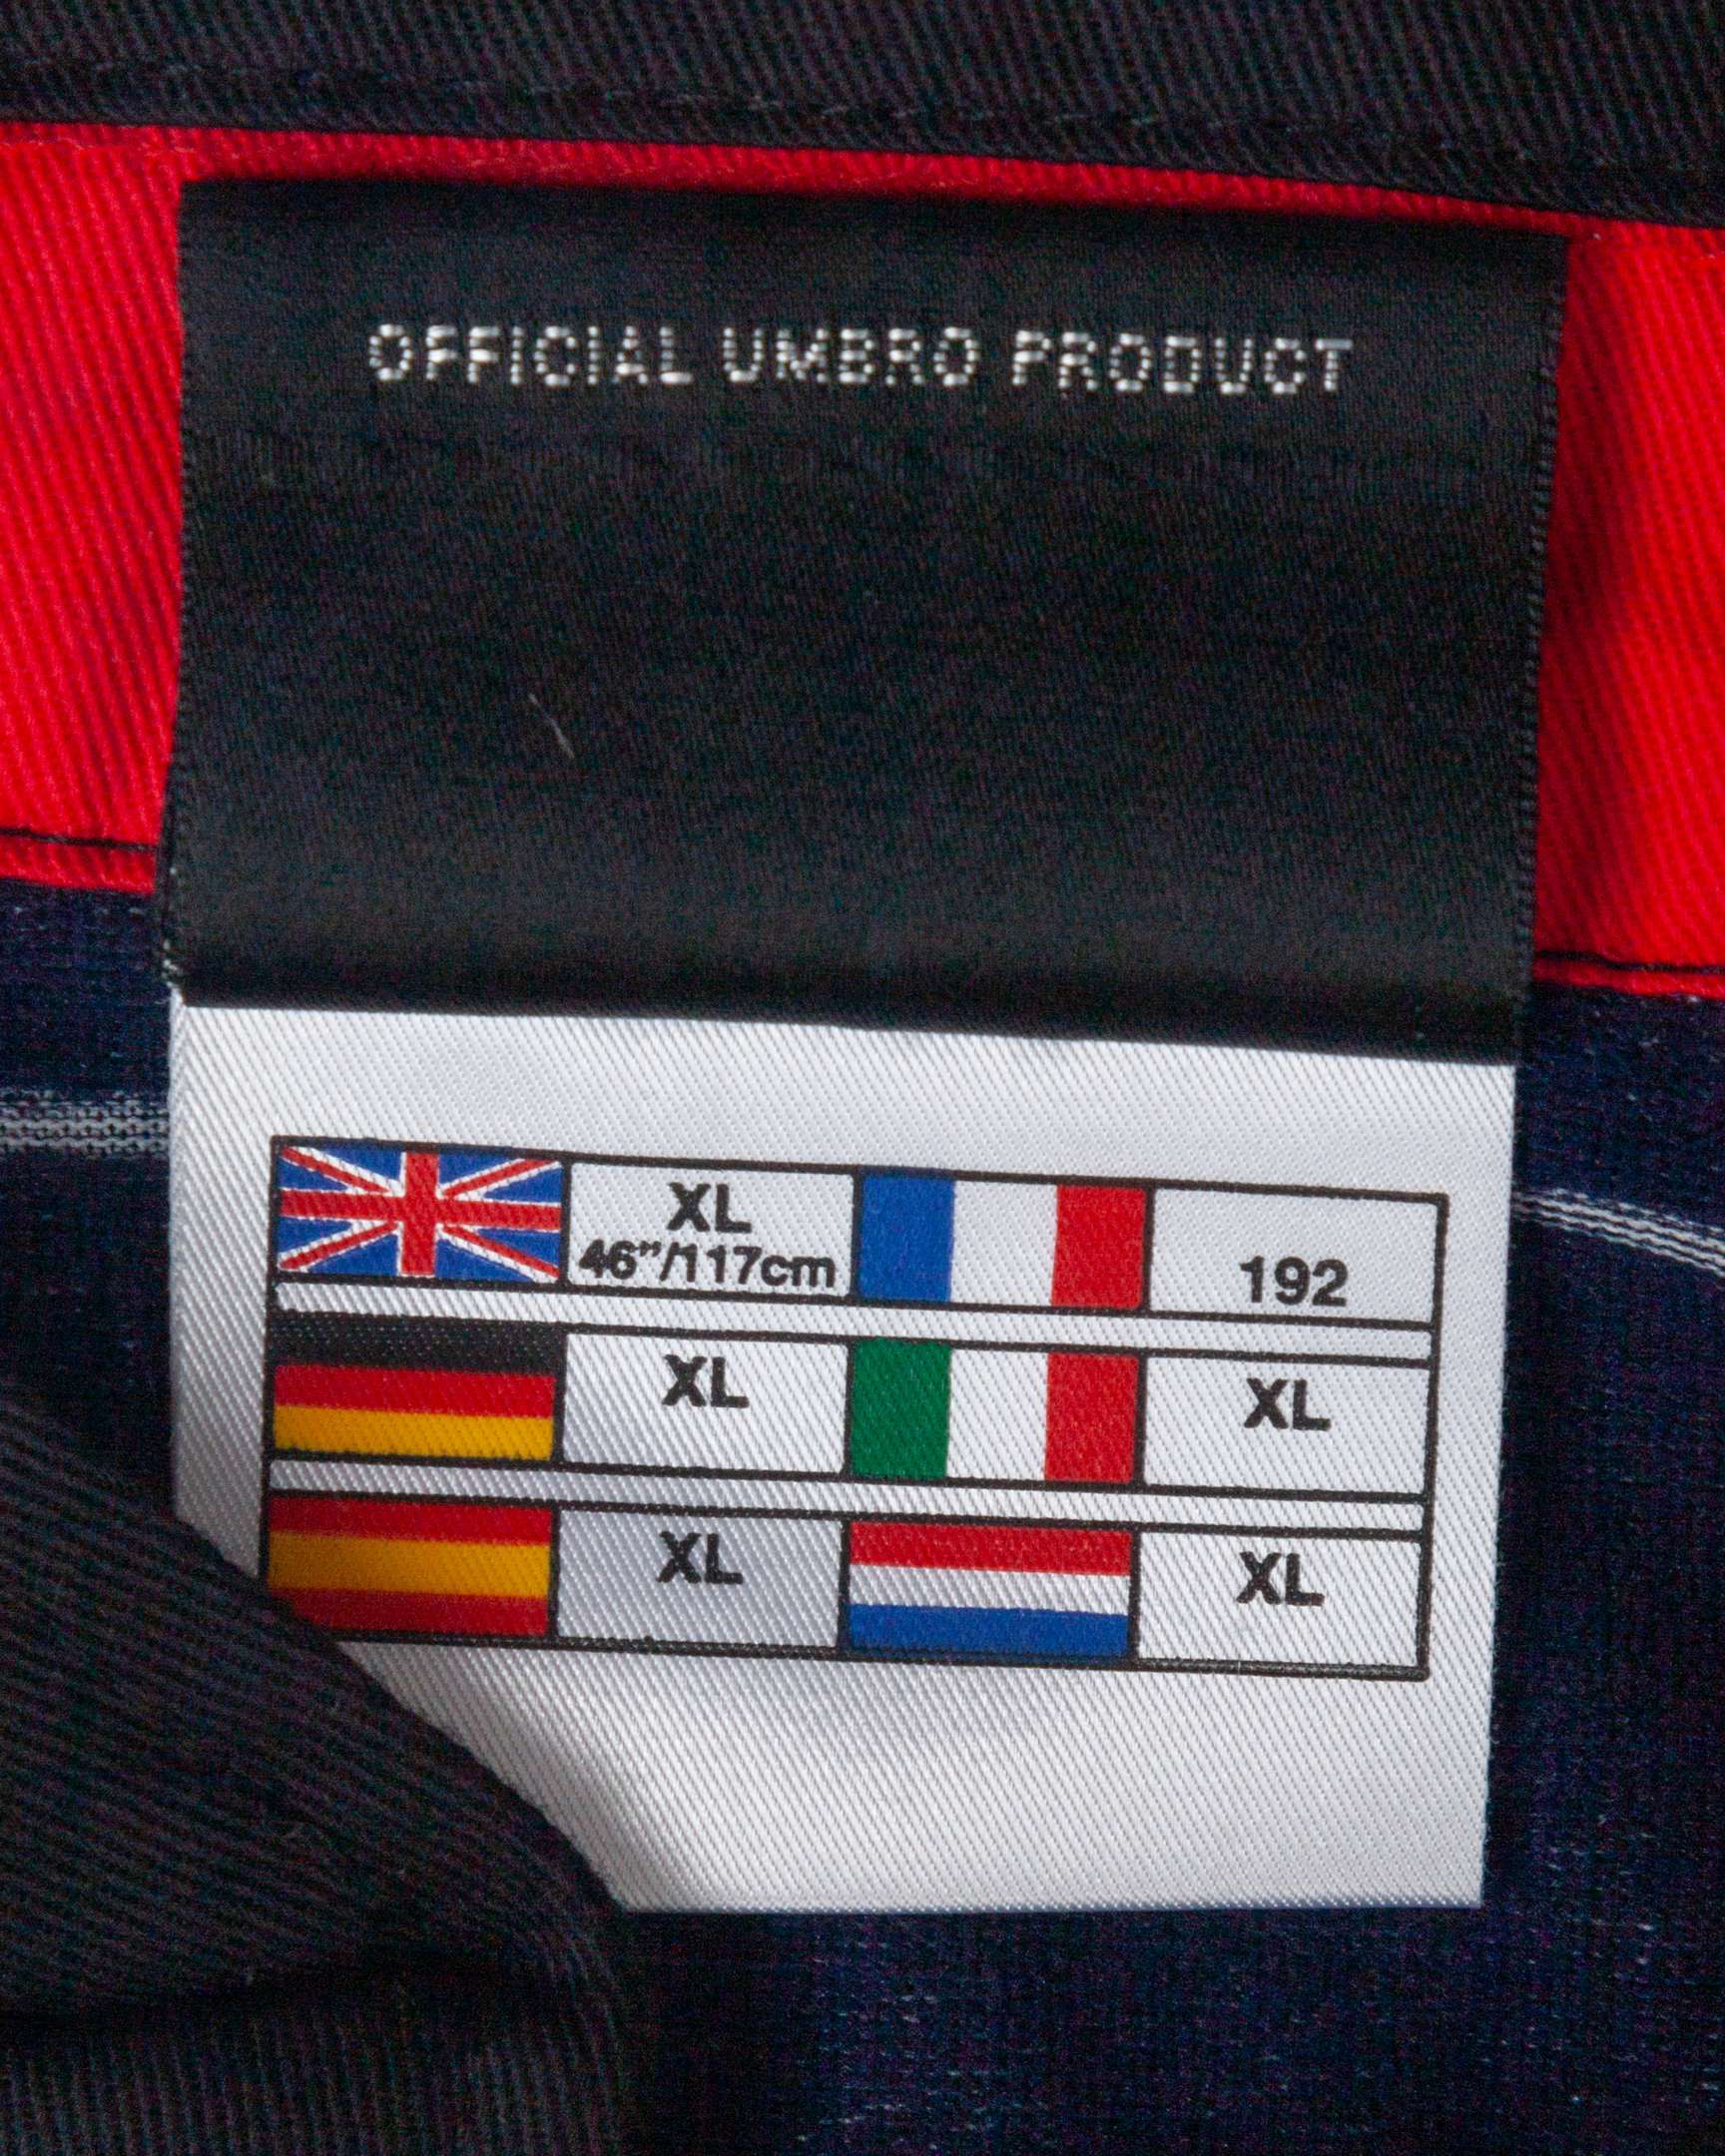 OFFICIAL UMBRO PRODUCT
XL
46"/117cm
192
XL
XL
XL
XL